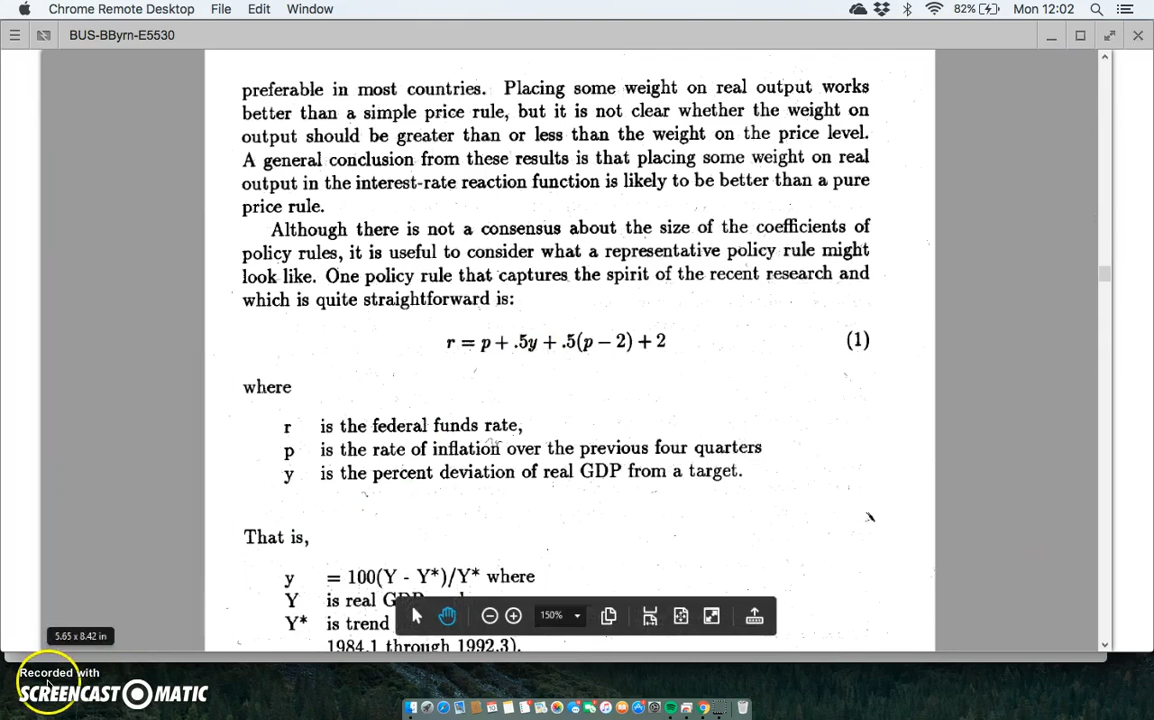 Chrome Remote Desktop File Edit Window 82% Mon 12:02
BUS-BByrn-E5530
preferable in most countries. Placing some weight on real output works
better than a simple price rule, but it is not clear whether the weight on
output should be greater than or less than the weight on the price level.
A general conclusion from these results is that placing some weight on real
output in the interest-rate reaction function is likely to be better than a pure
price rule.
Although there is not a consensus about the size of the coefficients of
policy rules, it is useful to consider what a representative policy rule might
look like. One policy rule that captures the spirit of the recent research and
which is quite straightforward is:
r = p + .5y + .5(p − 2) + 2 (1)
where
r is the federal funds rate,
p is the rate of inflation over the previous four quarters
y is the percent deviation of real GDP from a target.
That is,
y = 100(Y - Y*)/Y* where
Y is real
Y* is trend
150%
5.65 x 8.42 in
1984.1 through 1992.3).
Recorded with
SCREENCAST MATIC